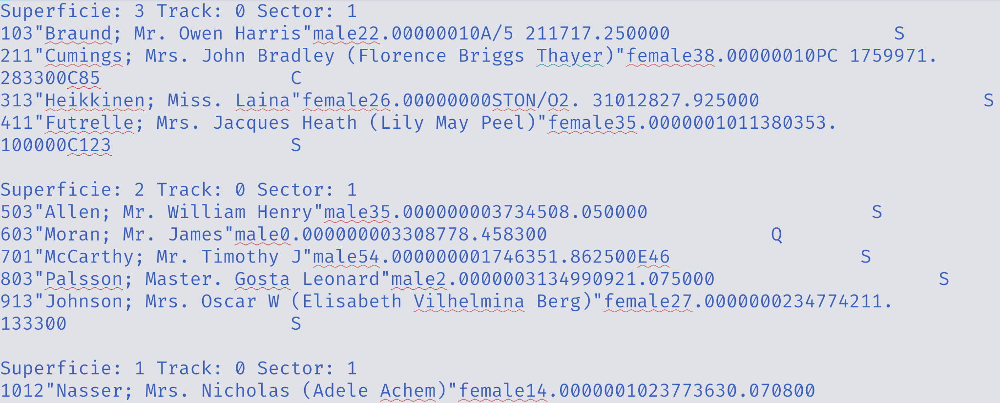 Superficie: 3 Track: 0 Sector: 1
103"Braund; Mr. Owen Harris"male22.00000010A/5 211717.250000                    S
211"Cumings; Mrs. John Bradley (Florence Briggs Thayer)"female38.00000010PC 1759971.
283300C85                 C
313"Heikkinen; Miss. Laina"female26.00000000STON/O2. 31012827.925000                    S
411"Futrelle; Mrs. Jacques Heath (Lily May Peel)"female35.0000001011380353.
100000C123                S
Superficie: 2 Track: 0 Sector: 1
503"Allen; Mr. William Henry"male35.000000003734508.050000                    S
603"Moran; Mr. James"male0.000000003308778.458300                    Q
701"McCarthy; Mr. Timothy J"male54.000000001746351.862500E46                 S
803"Palsson; Master. Gosta Leonard"male2.0000003134990921.075000                    S
913"Johnson; Mrs. Oscar W (Elisabeth Vilhelmina Berg)"female27.0000000234774211.
133300                    S
Superficie: 1 Track: 0 Sector: 1
1012"Nasser; Mrs. Nicholas (Adele Achem)"female14.0000001023773630.070800